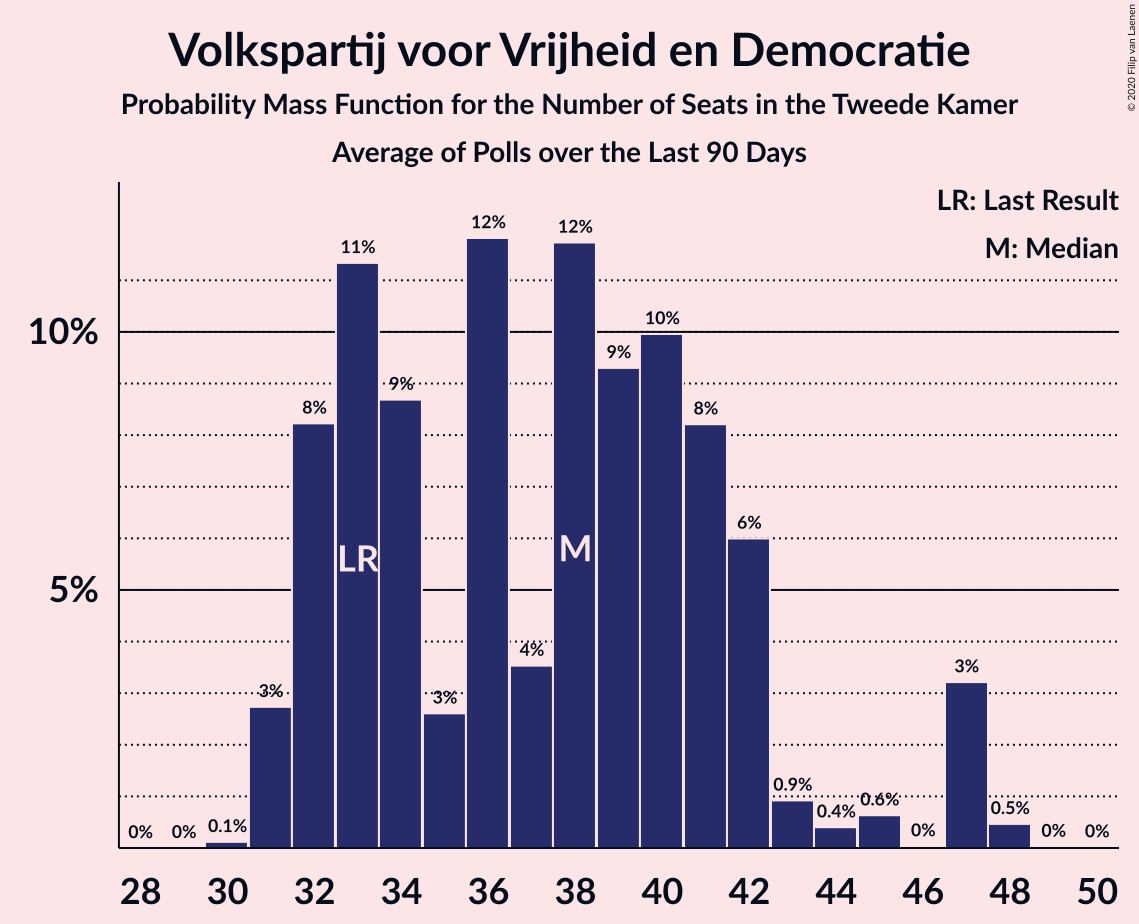 Volkspartij voor Vrijheid en Democratie
Probability Mass Function for the Number of Seats in the Tweede Kamer
Average of Polls over the Last 90 Days
© 2020 Filip van Laenen
LR: Last Result
M: Median
10%
5%
0%
0%
0.1%
3%
8%
11%
9%
3%
12%
4%
12%
9%
10%
8%
6%
0.9%
0.4%
0.6%
0%
3%
0.5%
0%
0%
LR
M
28 30 32 34 36 38 40 42 44 46 48 50